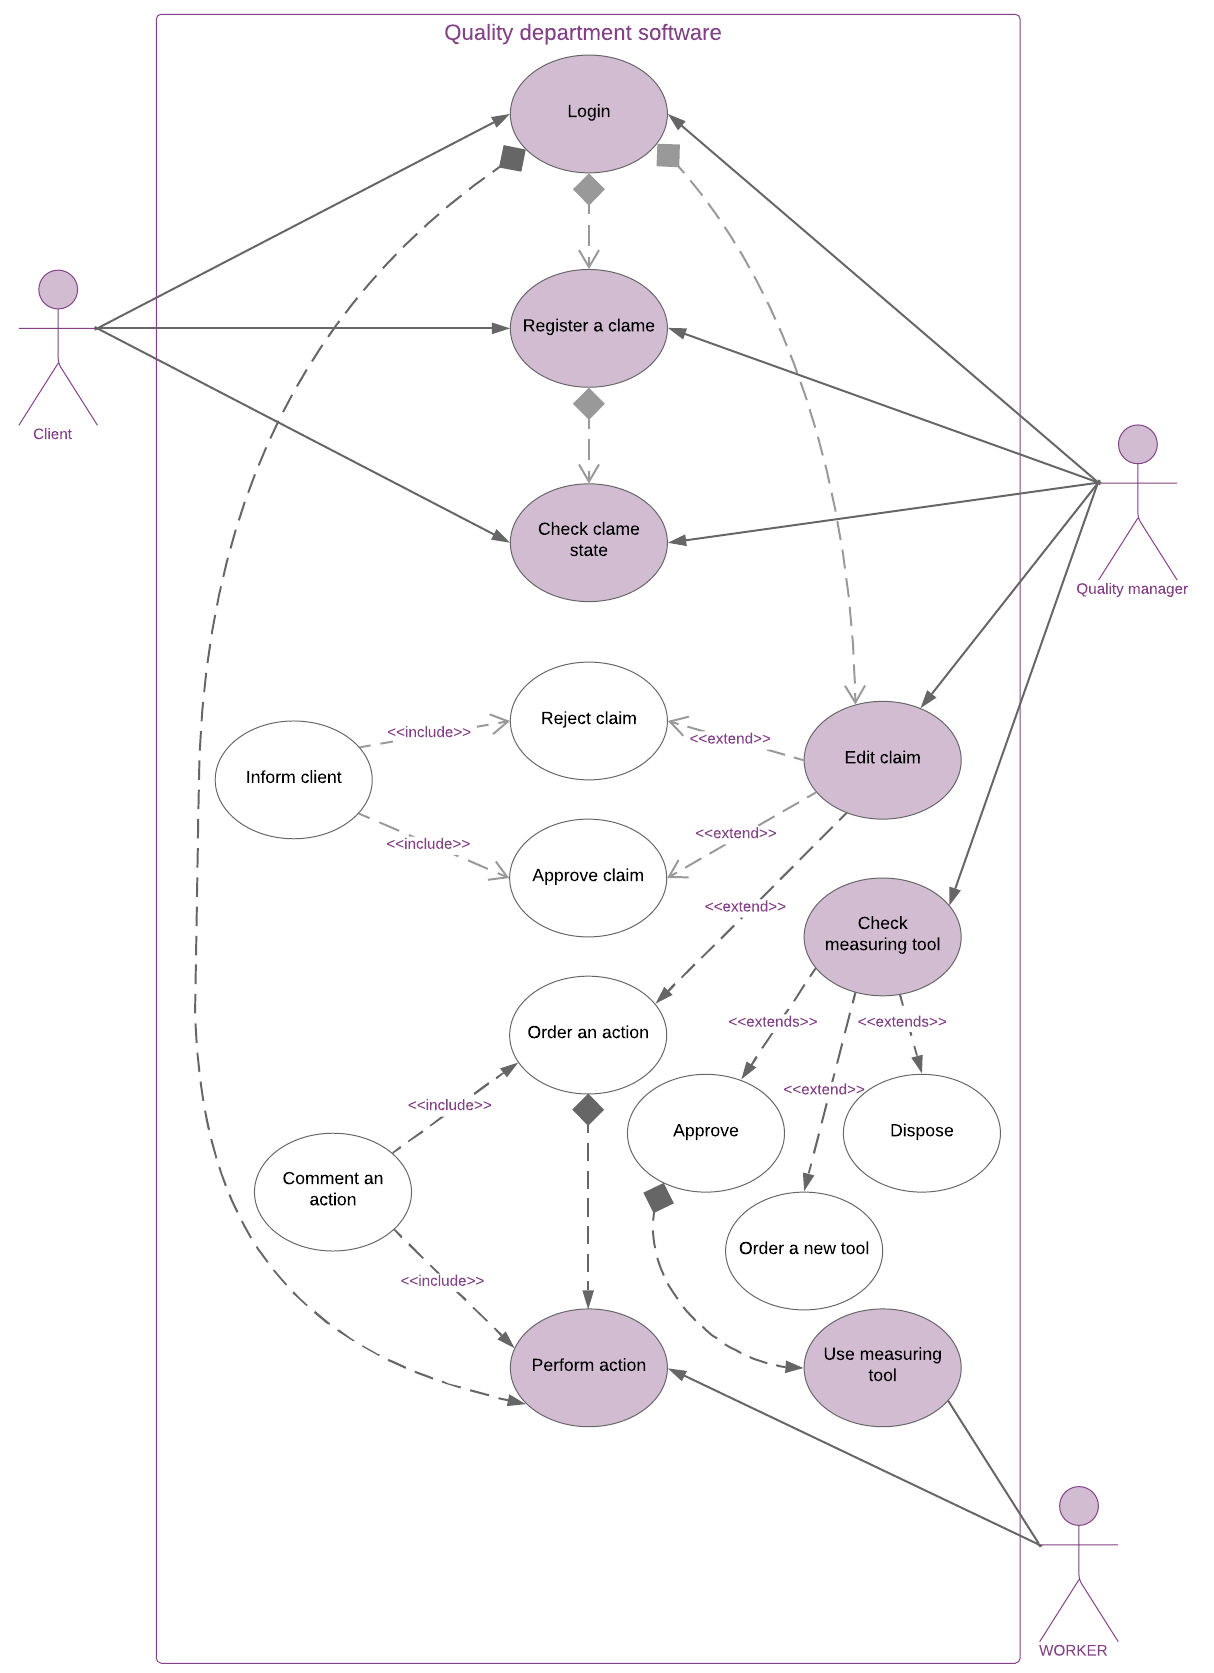 Quality department software
Login
Register a clame
Client
Check clame
state
Quality manager
Reject claim
<<include>>
<<extend>>
Edit claim
Inform client
<<include>>
<<extend>>
Approve claim
<<extend>>
Check
measuring tool
Order an action
<<extends>>
<<extends>>
<<include>>
<<extend>>
Approve
Dispose
Comment an
action
Order a new tool
<<include>>
Perform action
Use measuring
tool
WORKER